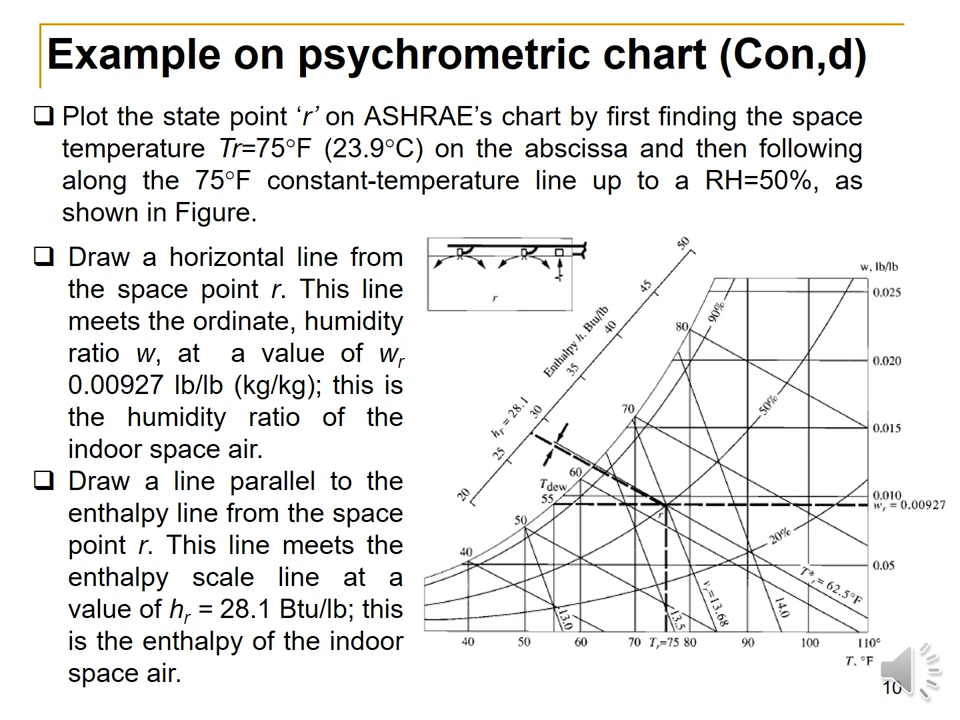 Example on psychrometric chart (Con,d)
❑ Plot the state point ‘r’ on ASHRAE’s chart by first finding the space
temperature Tr=75°F (23.9°C) on the abscissa and then following
along the 75°F constant-temperature line up to a RH=50%, as
shown in Figure.
❑ Draw a horizontal line from
the space point r. This line
meets the ordinate, humidity
ratio w, at a value of wr
0.00927 lb/lb (kg/kg); this is
the humidity ratio of the
indoor space air.
❑ Draw a line parallel to the
enthalpy line from the space
point r. This line meets the
enthalpy scale line at a
value of hr = 28.1 Btu/lb; this
is the enthalpy of the indoor
space air.
r
Enthalpy h. Btu/lb
50
45
40
35
30
25
20
hr = 28.1
w, lb/lb
0.025
0.020
0.015
0.010
wr = 0.00927
0.05
90%
50%
20%
80
70
60
Tdew
55
50
40
r
T*r = 62.5°F
13.0
13.5
vr=13.68
14.0
40 50 60 70 Tr=75 80 90 100 110°
T. °F
10